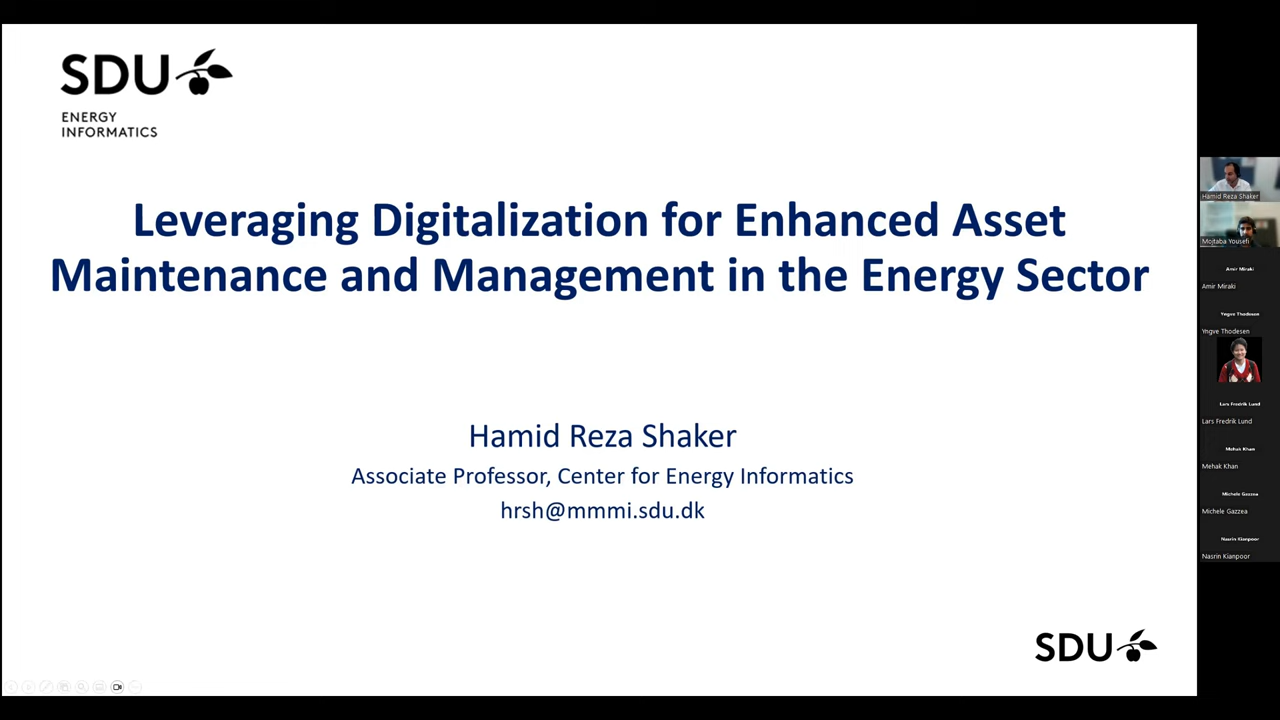 SDU
ENERGY
INFORMATICS
Leveraging Digitalization for Enhanced Asset
Maintenance and Management in the Energy Sector
Hamid Reza Shaker
Associate Professor, Center for Energy Informatics
hrsh@mmmi.sdu.dk
SDU
Hamid Reza Shaker
Mojtaba Yousefi
Amir Miraki
Amir Miraki
Yngve Thodesen
Yngve Thodesen
Lars Fredrik Lund
Lars Fredrik Lund
Mehak Khan
Mehak Khan
Michele Gazzea
Michele Gazzea
Nasrin Kianpoor
Nasrin Kianpoor